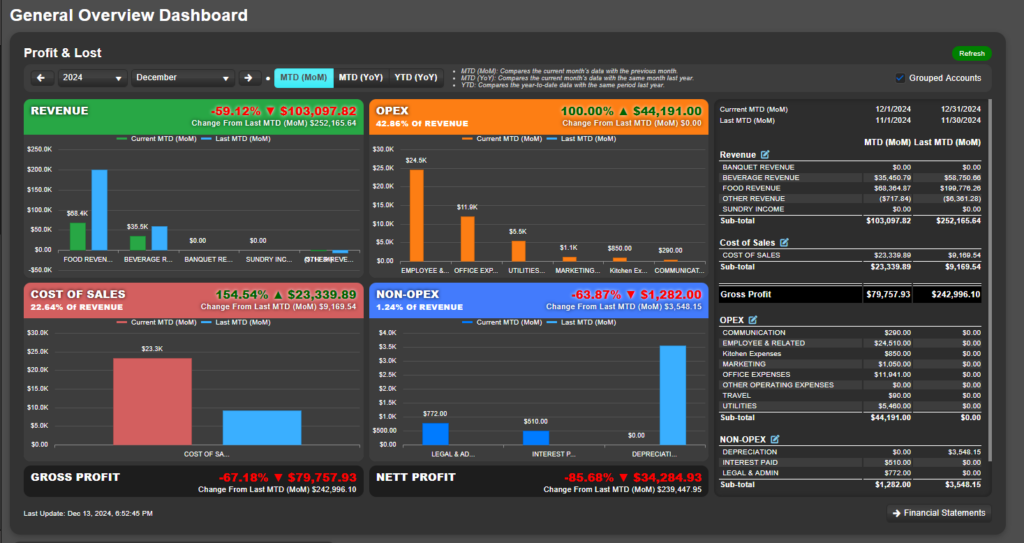 General Overview Dashboard
Profit & Lost
Refresh
2024 December MTD (MoM) MTD (YoY) YTD (YoY)
MTD (MoM): Compares the current month's data with the previous month.
MTD (YoY): Compares the current month's data with the same month last year.
YTD: Compares the year-to-date data with the same period last year.
Grouped Accounts
REVENUE
-59.12% ▼ $103,097.82
Change From Last MTD (MoM) $252,165.64
Current MTD (MoM) Last MTD (MoM)
$250.0K
$200.0K
$150.0K
$100.0K
$50.0K
$0.00
-$50.0K
$68.4K
$35.5K
$0.00
$0.00
FOOD REVEN...
BEVERAGE R...
BANQUET RE...
SUNDRY INC...
OPEX
100.00% ▲ $44,191.00
42.86% Of REVENUE
Change From Last MTD (MoM) $0.00
Current MTD (MoM) Last MTD (MoM)
$30.0K
$25.0K
$20.0K
$15.0K
$10.0K
$5.0K
$0.00
$24.5K
$11.9K
$5.5K
$1.1K
$850.00
$290.00
EMPLOYEE &...
OFFICE EXP...
UTILITIES...
MARKETING...
Kitchen Ex...
COMMUNICAT...
COST OF SALES
154.54% ▲ $23,339.89
22.64% Of REVENUE
Change From Last MTD (MoM) $9,169.54
Current MTD (MoM) Last MTD (MoM)
$30.0K
$25.0K
$20.0K
$15.0K
$10.0K
$5.0K
$0.00
$23.3K
COST OF SA...
NON-OPEX
-63.87% ▼ $1,282.00
1.24% Of REVENUE
Change From Last MTD (MoM) $3,548.15
Current MTD (MoM) Last MTD (MoM)
$4.0K
$3.5K
$3.0K
$2.5K
$2.0K
$1.5K
$1.0K
$500.00
$0.00
$772.00
$510.00
$0.00
LEGAL & AD...
INTEREST P...
DEPRECIATI...
GROSS PROFIT
-67.18% ▼ $79,757.93
Change From Last MTD (MoM) $242,996.10
NETT PROFIT
-85.68% ▼ $34,284.93
Change From Last MTD (MoM) $239,447.95
Current MTD (MoM) 12/1/2024 12/31/2024
Last MTD (MoM) 11/1/2024 11/30/2024
MTD (MoM) Last MTD (MoM)
Revenue
BANQUET REVENUE $0.00 $0.00
BEVERAGE REVENUE $35,450.79 $58,750.66
FOOD REVENUE $68,364.87 $199,776.26
OTHER REVENUE ($717.84) ($6,361.28)
SUNDRY INCOME $0.00 $0.00
Sub-total $103,097.82 $252,165.64
Cost of Sales
COST OF SALES $23,339.89 $9,169.54
Sub-total $23,339.89 $9,169.54
Gross Profit $79,757.93 $242,996.10
OPEX
COMMUNICATION $290.00 $0.00
EMPLOYEE & RELATED $24,510.00 $0.00
Kitchen Expenses $850.00 $0.00
MARKETING $1,050.00 $0.00
OFFICE EXPENSES $11,941.00 $0.00
OTHER OPERATING EXPENSES $0.00 $0.00
TRAVEL $90.00 $0.00
UTILITIES $5,460.00 $0.00
Sub-total $44,191.00 $0.00
NON-OPEX
DEPRECIATION $0.00 $3,548.15
INTEREST PAID $510.00 $0.00
LEGAL & ADMIN $772.00 $0.00
Sub-total $1,282.00 $3,548.15
Last Update: Dec 13, 2024, 6:52:45 PM
Financial Statements